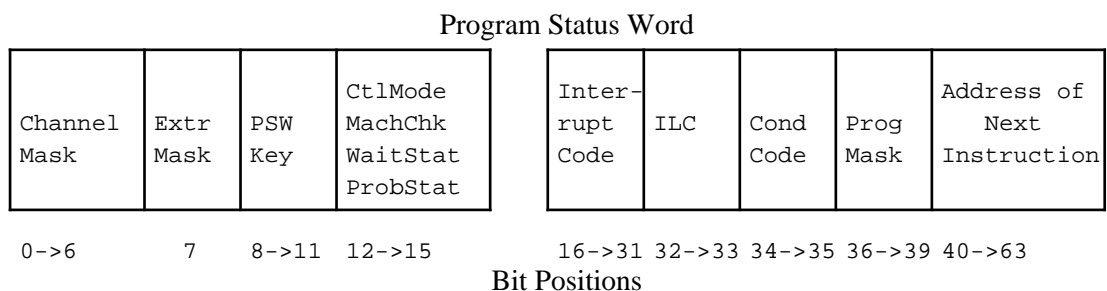 Program Status Word
Channel Mask
Extr Mask
PSW Key
CtlMode MachChk WaitStat ProbStat
Inter-rupt Code
ILC
Cond Code
Prog Mask
Address of Next Instruction
0->6 7 8->11 12->15 16->31 32->33 34->35 36->39 40->63
Bit Positions